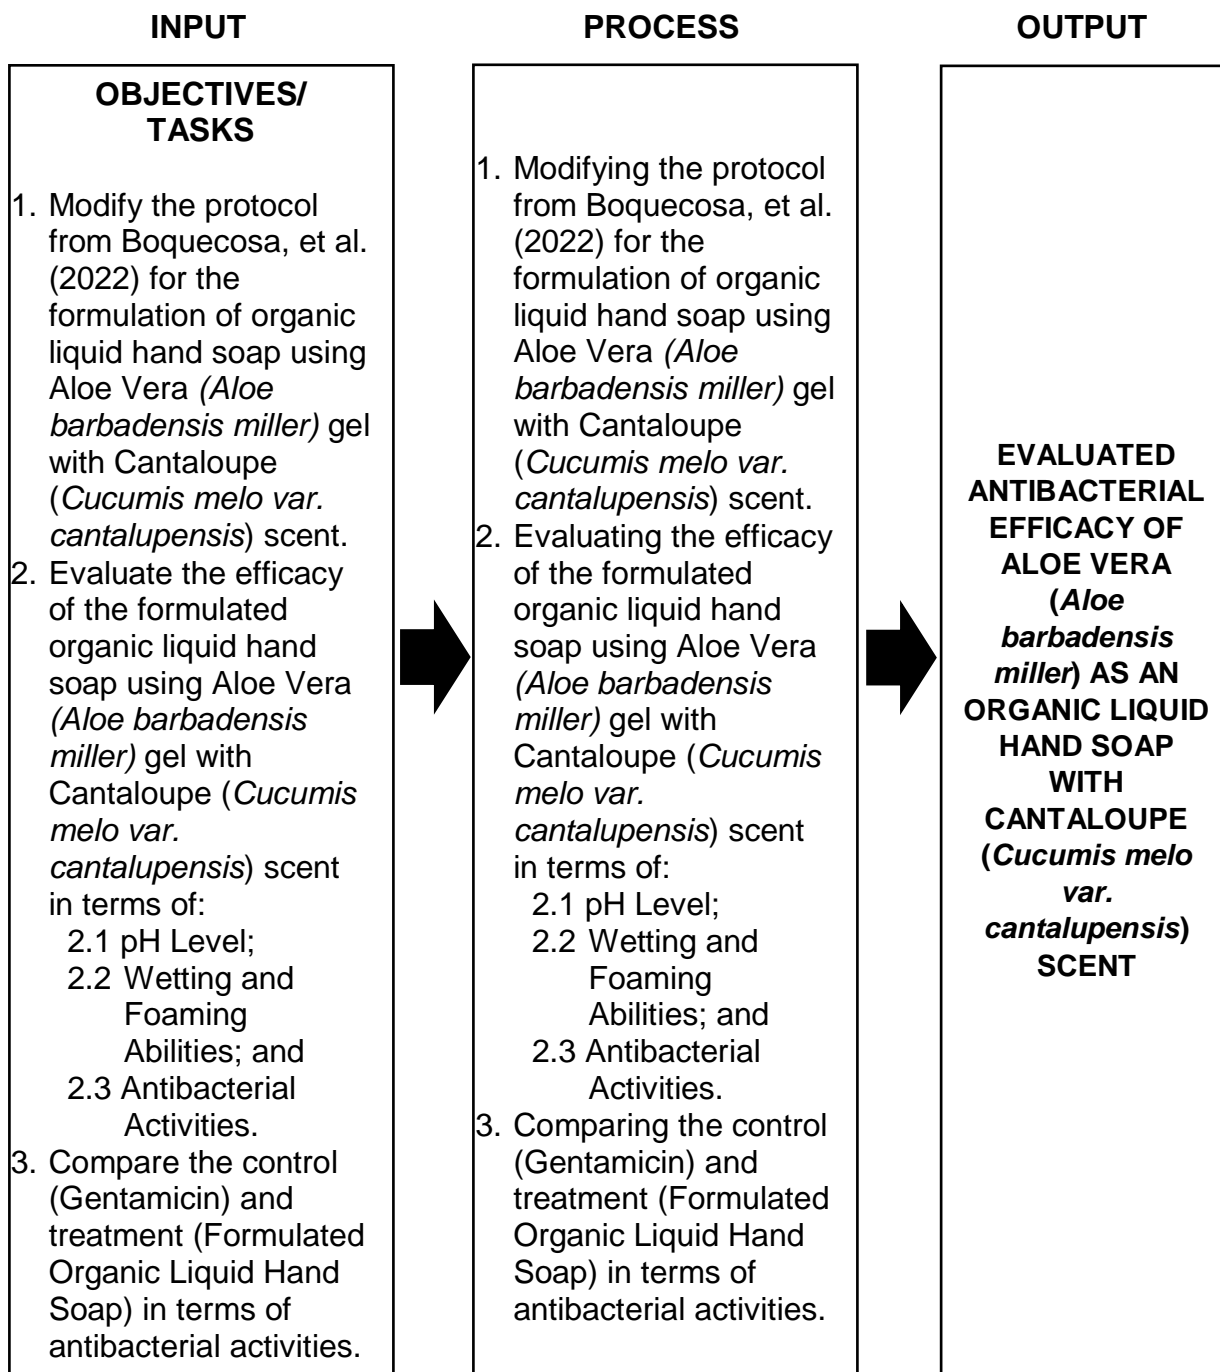 INPUT
OBJECTIVES/
TASKS
1. Modify the protocol
from Boquecosa, et al.
(2022) for the
formulation of organic
liquid hand soap using
Aloe Vera (Aloe
barbadensis miller) gel
with Cantaloupe
(Cucumis melo var.
cantalupensis) scent.
2. Evaluate the efficacy
of the formulated
organic liquid hand
soap using Aloe Vera
(Aloe barbadensis
miller) gel with
Cantaloupe (Cucumis
melo var.
cantalupensis) scent
in terms of:
2.1 pH Level;
2.2 Wetting and
Foaming
Abilities; and
2.3 Antibacterial
Activities.
3. Compare the control
(Gentamicin) and
treatment (Formulated
Organic Liquid Hand
Soap) in terms of
antibacterial activities.
PROCESS
1. Modifying the protocol
from Boquecosa, et al.
(2022) for the
formulation of organic
liquid hand soap using
Aloe Vera (Aloe
barbadensis miller) gel
with Cantaloupe
(Cucumis melo var.
cantalupensis) scent.
2. Evaluating the efficacy
of the formulated
organic liquid hand
soap using Aloe Vera
(Aloe barbadensis
miller) gel with
Cantaloupe (Cucumis
melo var.
cantalupensis) scent
in terms of:
2.1 pH Level;
2.2 Wetting and
Foaming
Abilities; and
2.3 Antibacterial
Activities.
3. Comparing the control
(Gentamicin) and
treatment (Formulated
Organic Liquid Hand
Soap) in terms of
antibacterial activities.
OUTPUT
EVALUATED
ANTIBACTERIAL
EFFICACY OF
ALOE VERA
(Aloe
barbadensis
miller) AS AN
ORGANIC LIQUID
HAND SOAP
WITH
CANTALOUPE
(Cucumis melo
var.
cantalupensis)
SCENT